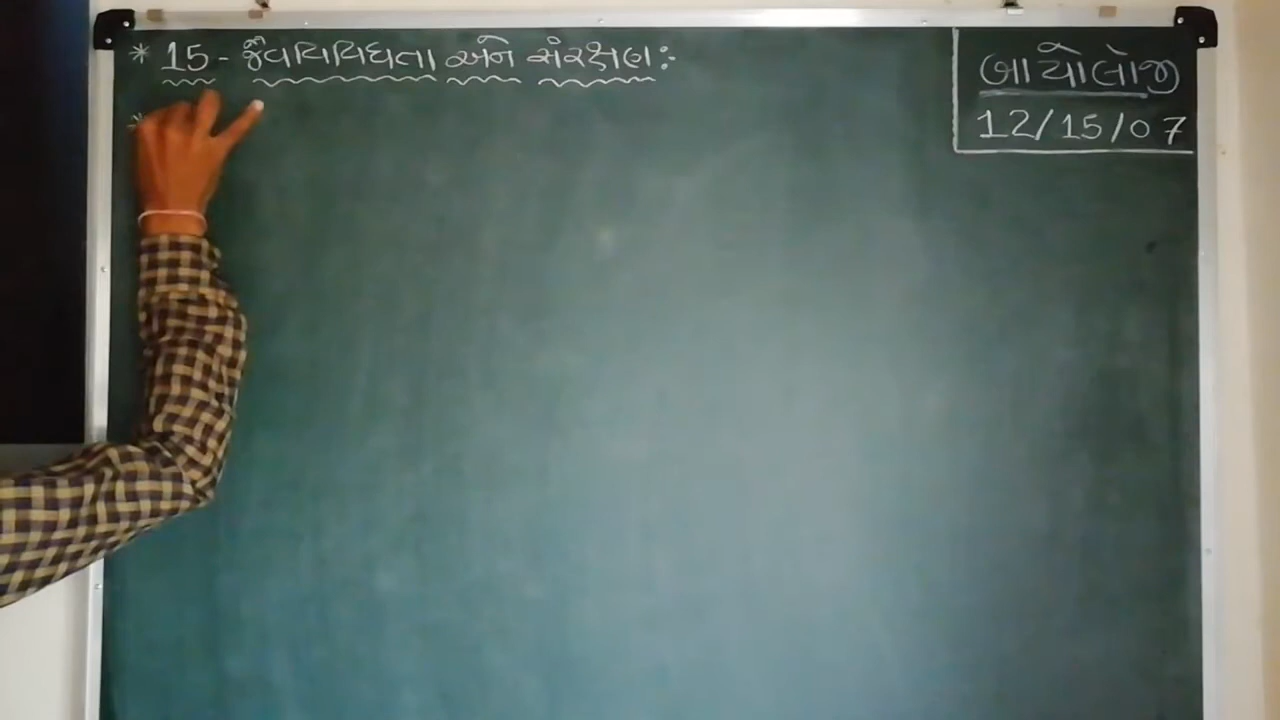 * 15 - જૈવવિવિધતા અને સંરક્ષણ:-
*
બાયોલોજી
12/15/07